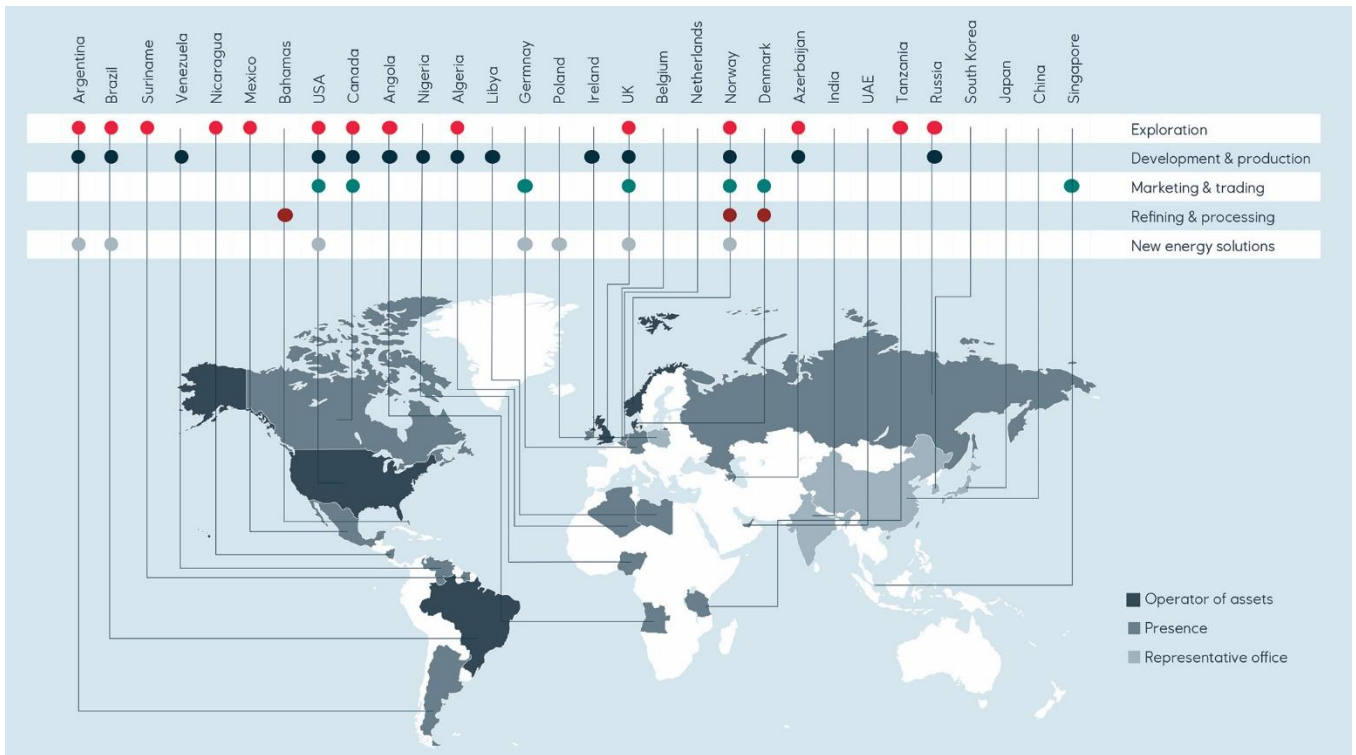 Argentina
Brazil
Suriname
Venezuela
Nicaragua
Mexico
Bahamas
USA
Canada
Angola
Nigeria
Algeria
Libya
Germnay
Poland
Ireland
UK
Belgium
Netherlands
Norway
Denmark
Azerbaijan
India
UAE
Tanzania
Russia
South Korea
Japan
China
Singapore
Exploration
Development & production
Marketing & trading
Refining & processing
New energy solutions
Operator of assets
Presence
Representative office